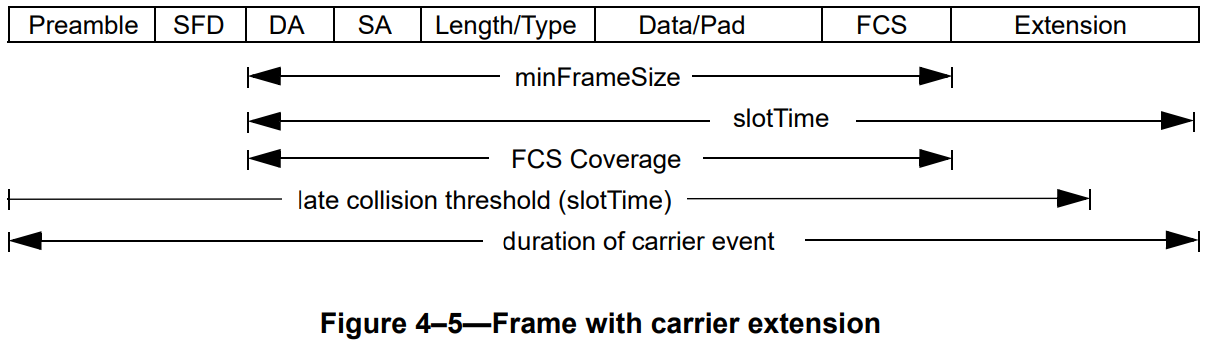 Preamble SFD DA SA Length/Type Data/Pad FCS Extension
minFrameSize
slotTime
FCS Coverage
late collision threshold (slotTime)
duration of carrier event
Figure 4–5—Frame with carrier extension